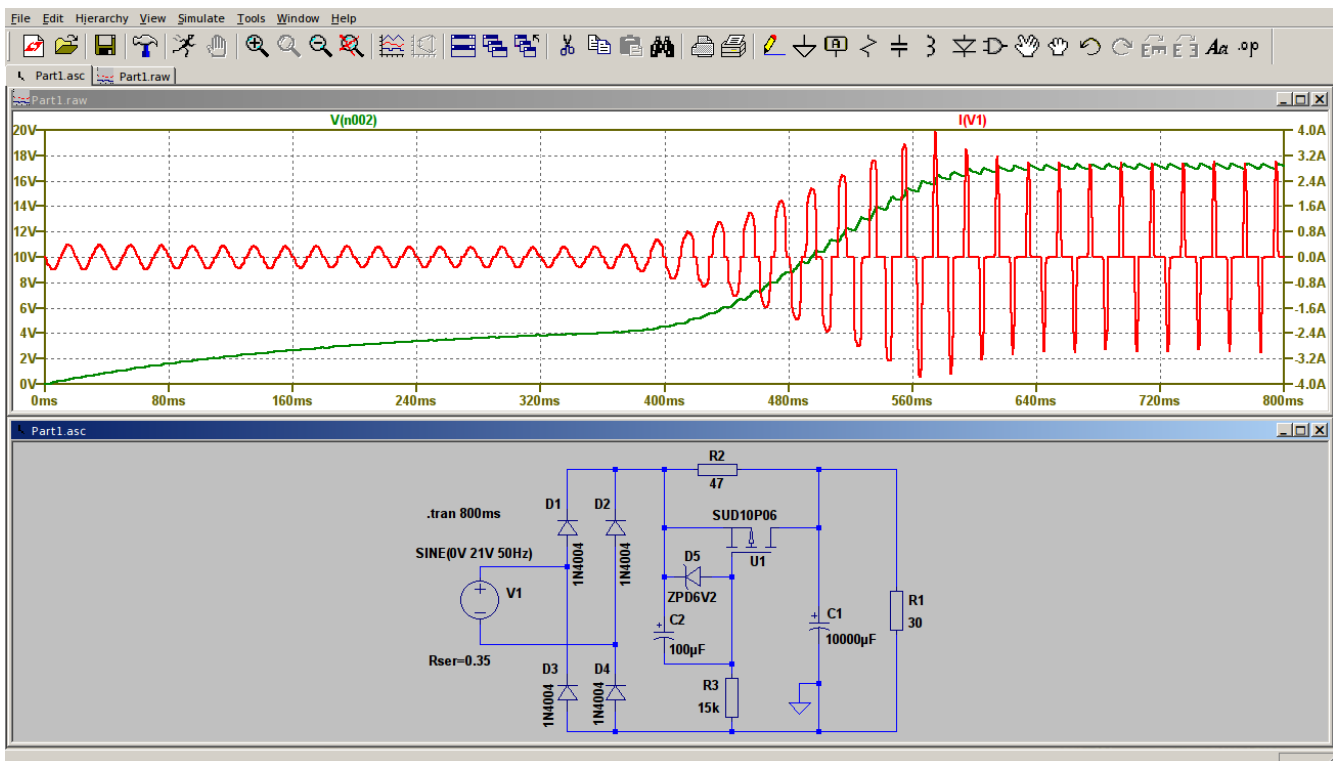 File Edit Hierarchy View Simulate Tools Window Help
Part1.asc Part1.raw
Part1.raw
V(n002) I(V1)
20V 4.0A
18V 3.2A
16V 2.4A
14V 1.6A
12V 0.8A
10V 0.0A
8V -0.8A
6V -1.6A
4V -2.4A
2V -3.2A
0V -4.0A
0ms 80ms 160ms 240ms 320ms 400ms 480ms 560ms 640ms 720ms 800ms
Part1.asc
R2
47
D1 D2
.tran 800ms
SUD10P06
SINE(0V 21V 50Hz)
1N4004
1N4004
D5
U1
V1
ZPD6V2
R1
30
C2
100µF
C1
10000µF
Rser=0.35
D3 D4
1N4004
1N4004
R3
15k